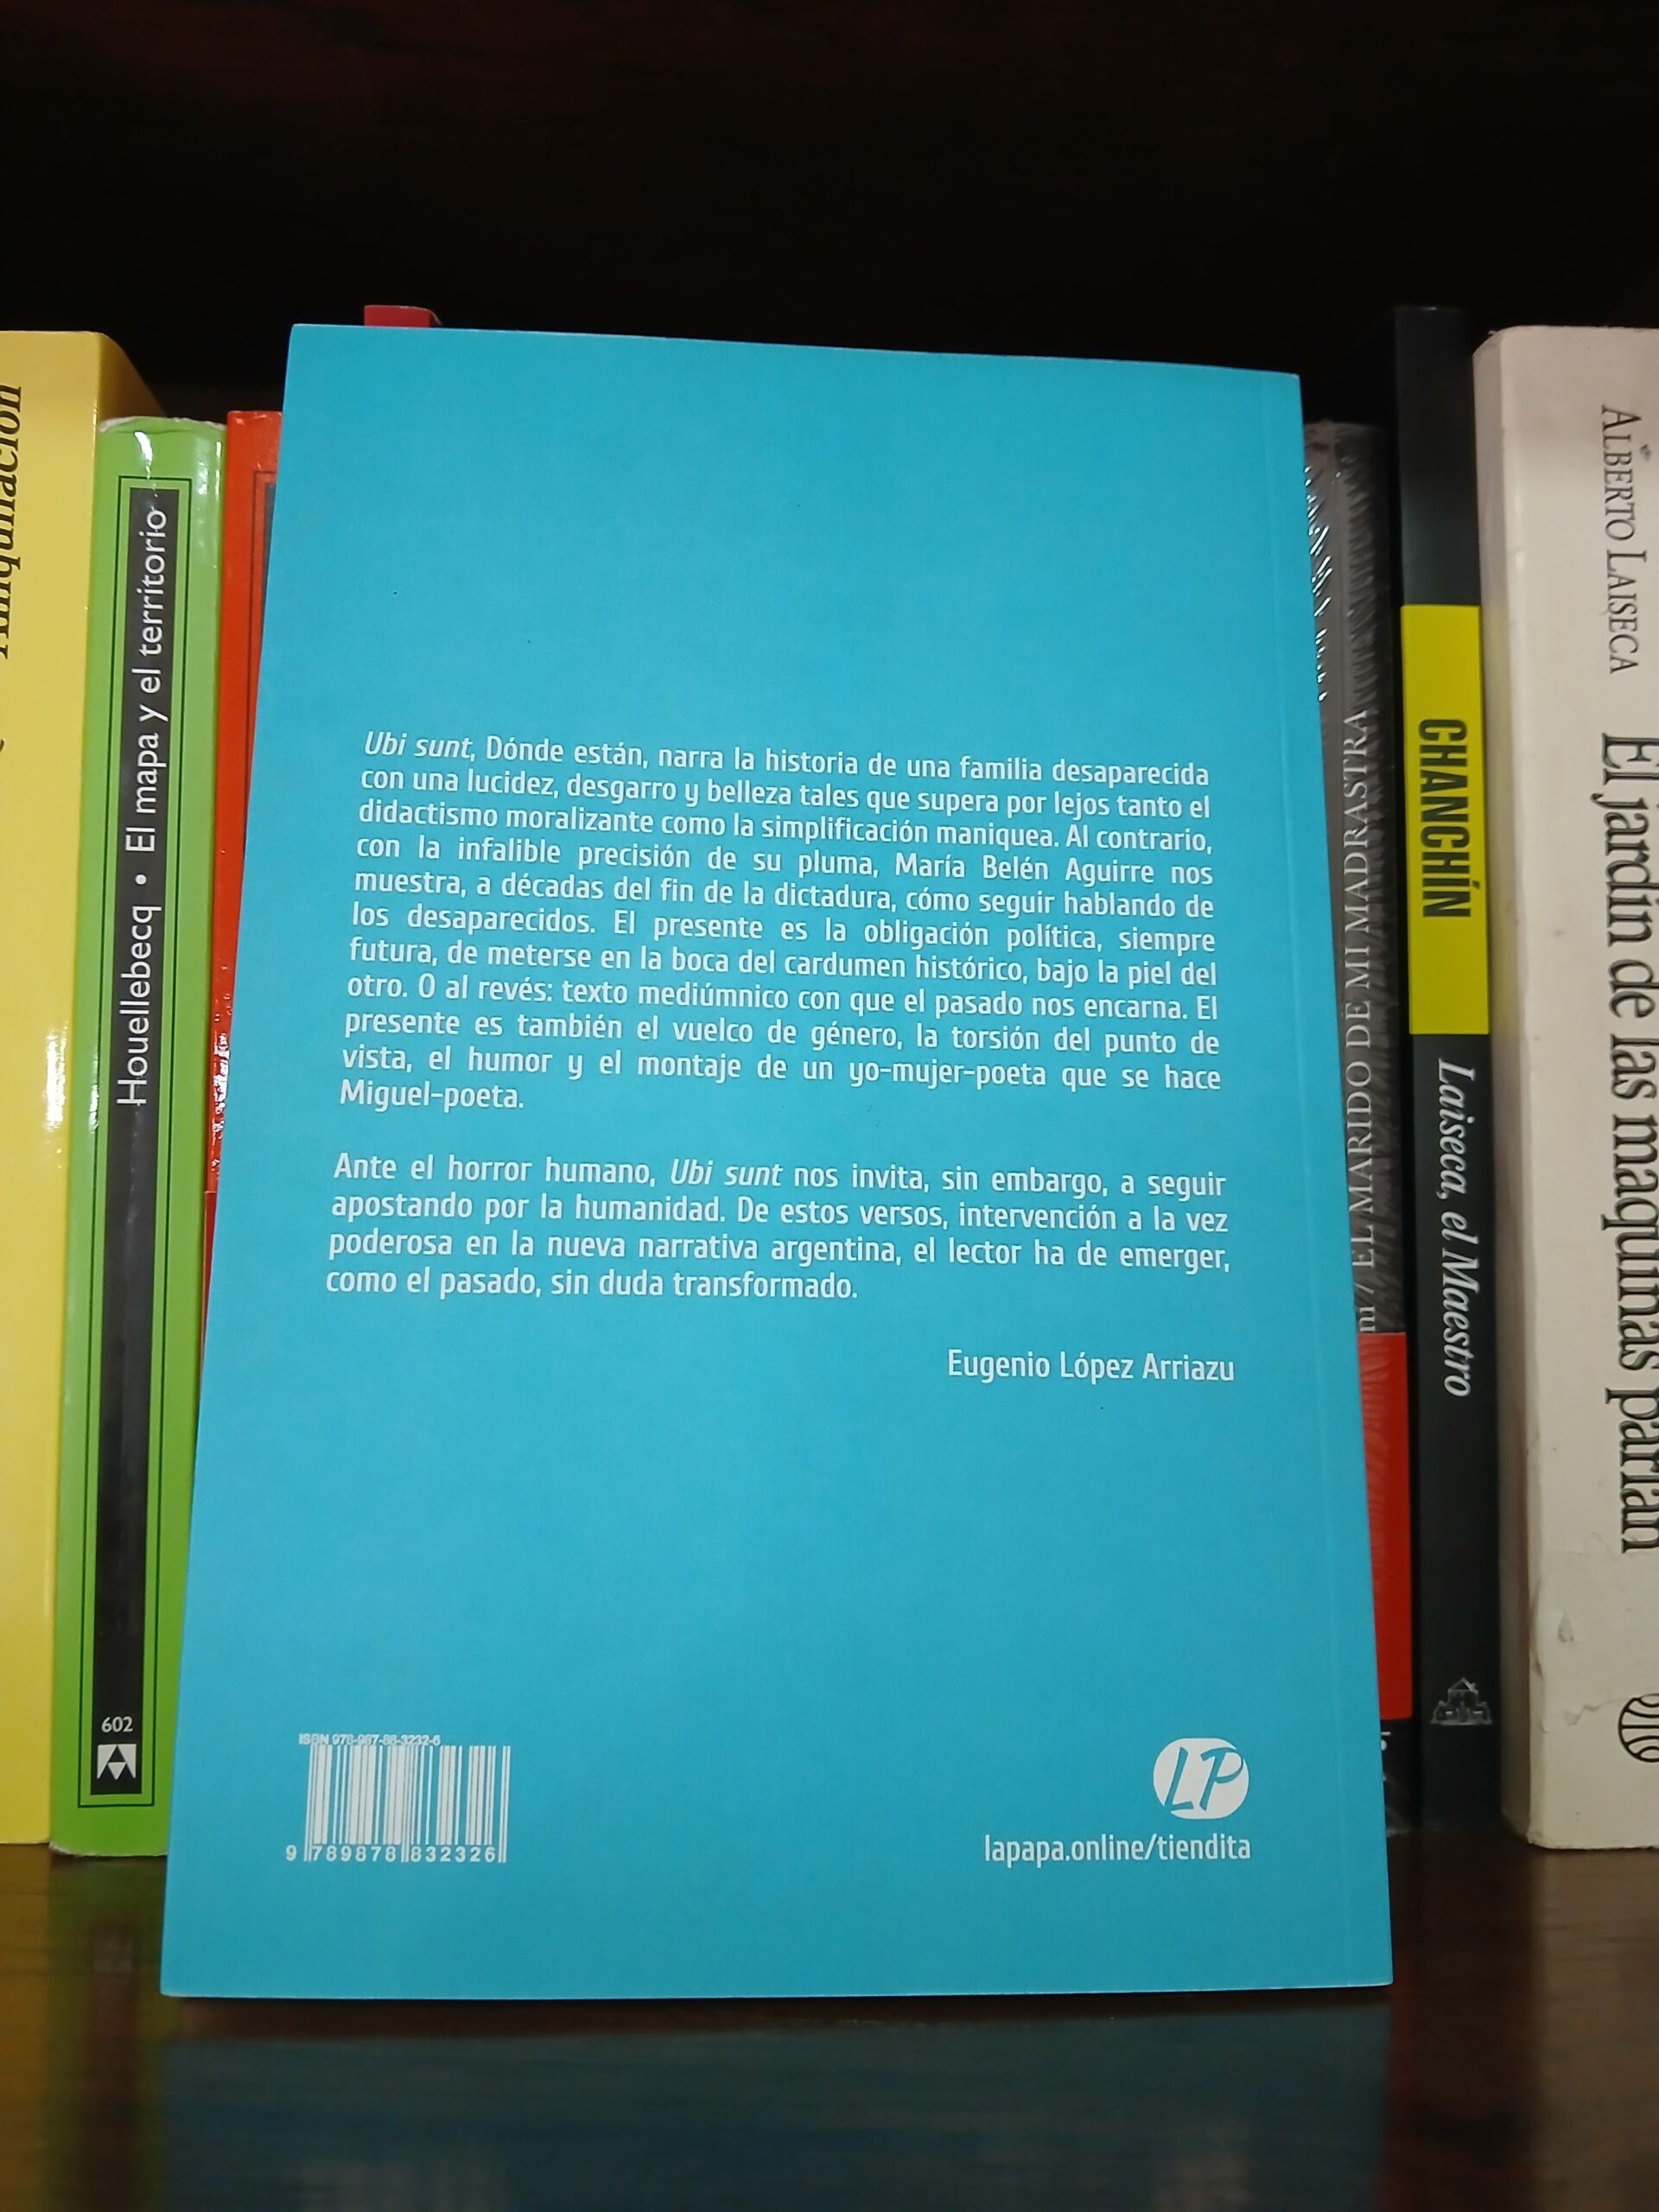 Aniquilación
Houellebecq • El mapa y el territorio
602
Ubi sunt, Dónde están, narra la historia de una familia desaparecida
con una lucidez, desgarro y belleza tales que supera por lejos tanto el
didactismo moralizante como la simplificación maniquea. Al contrario,
con la infalible precisión de su pluma, María Belén Aguirre nos
muestra, a décadas del fin de la dictadura, cómo seguir hablando de
los desaparecidos. El presente es la obligación política, siempre
futura, de meterse en la boca del cardumen histórico, bajo la piel del
otro. O al revés: texto mediúmnico con que el pasado nos encarna. El
presente es también el vuelco de género, la torsión del punto de
vista, el humor y el montaje de un yo-mujer-poeta que se hace
Miguel-poeta.
Ante el horror humano, Ubi sunt nos invita, sin embargo, a seguir
apostando por la humanidad. De estos versos, intervención a la vez
poderosa en la nueva narrativa argentina, el lector ha de emerger,
como el pasado, sin duda transformado.
Eugenio López Arriazu
ISBN 978-987-88-3232-6
9 789878 832326
LP
lapapa.online/tiendita
/ EL MARIDO DE MI MADRASTRA
CHANCHÍN
Laiseca, el Maestro
ALBERTO LAISECA
El jardín de las máquinas parlan